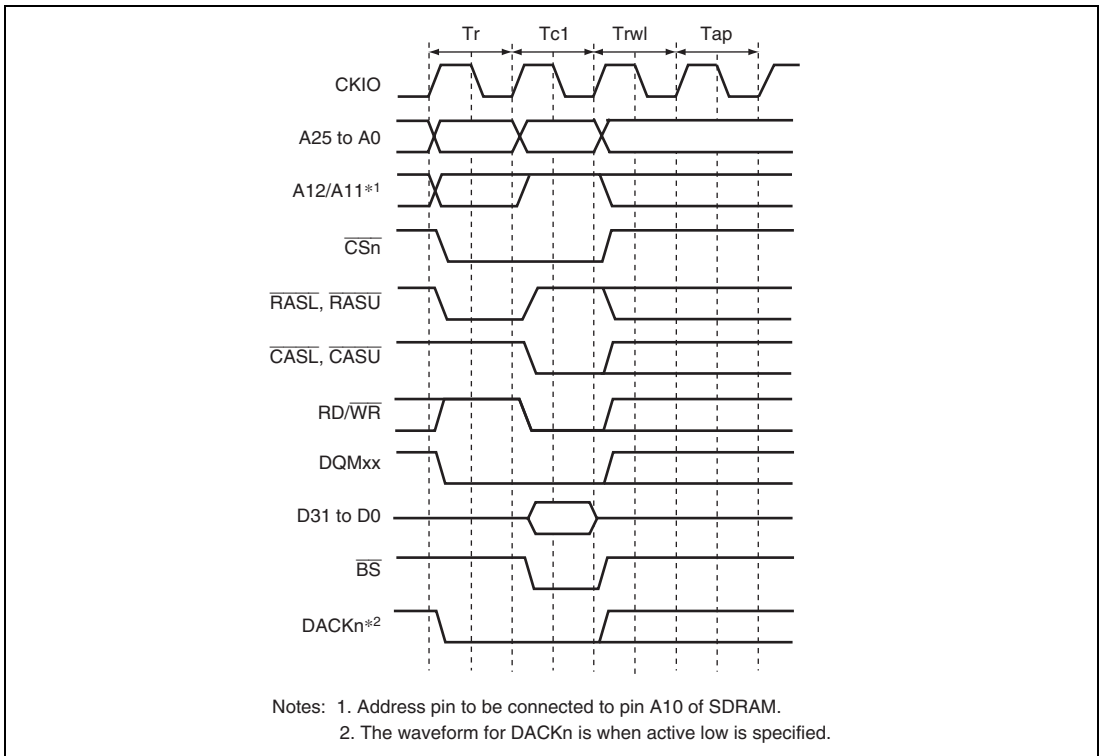 Tr Tc1 Trwl Tap
CKIO
A25 to A0
A12/A11*1
CSn
RASL, RASU
CASL, CASU
RD/WR
DQMxx
D31 to D0
BS
DACKn*2
Notes: 1. Address pin to be connected to pin A10 of SDRAM.
2. The waveform for DACKn is when active low is specified.